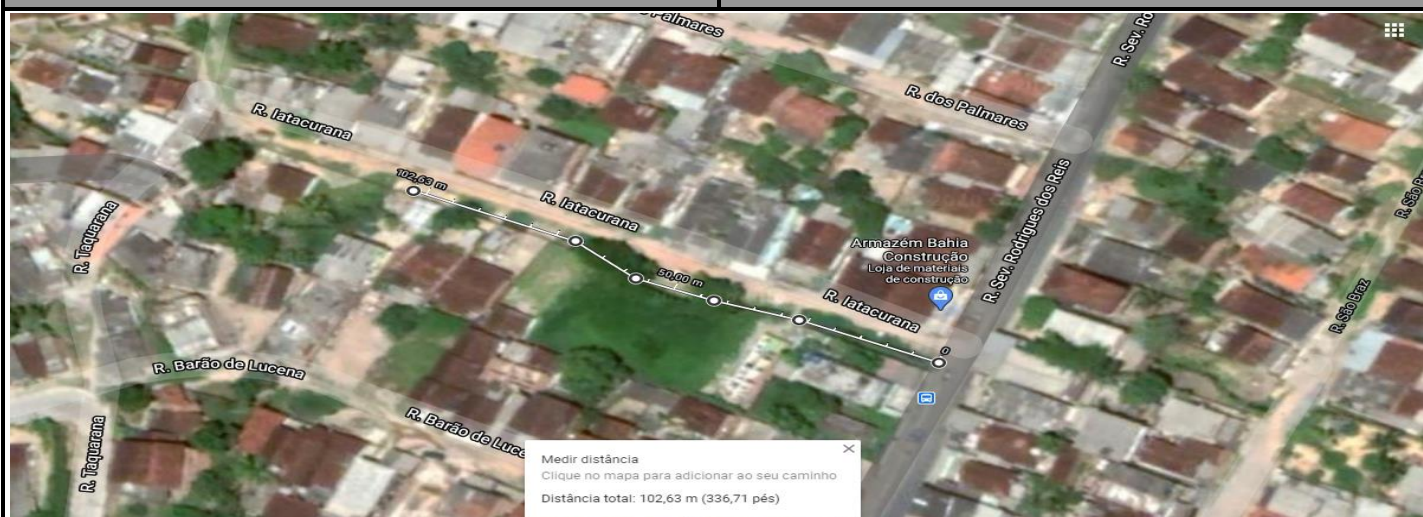 Palmares
R. Sev. Ro
R. dos Palmares
R. Iatacurana
102,63 m
R. Iatacurana
R. Sev. Rodrigues dos Reis
R. São Br
R. Taquarana
Armazém Bahia
Construção
Loja de materiais
de construção
50,00 m
R. Iatacurana
R. São Braz
0
R. Barão de Lucena
R. Barão de Luce
R. Taquarana
Medir distância
Clique no mapa para adicionar ao seu caminho
Distância total: 102,63 m (336,71 pés)